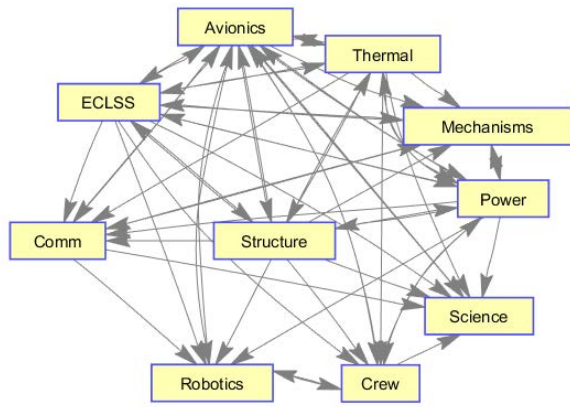 Avionics
Thermal
ECLSS
Mechanisms
Power
Comm
Structure
Science
Robotics
Crew